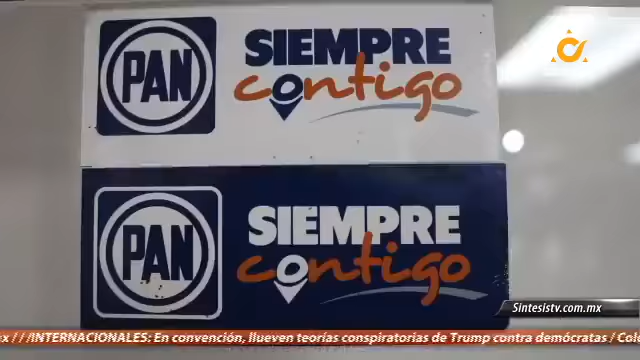 PAN
SIEMPRE
contigo
PAN
SIEMPRE
contigo
Sintesistv.com.mx
x / / /INTERNACIONALES: En convención, llueven teorías conspiratorias de Trump contra demócratas / Col